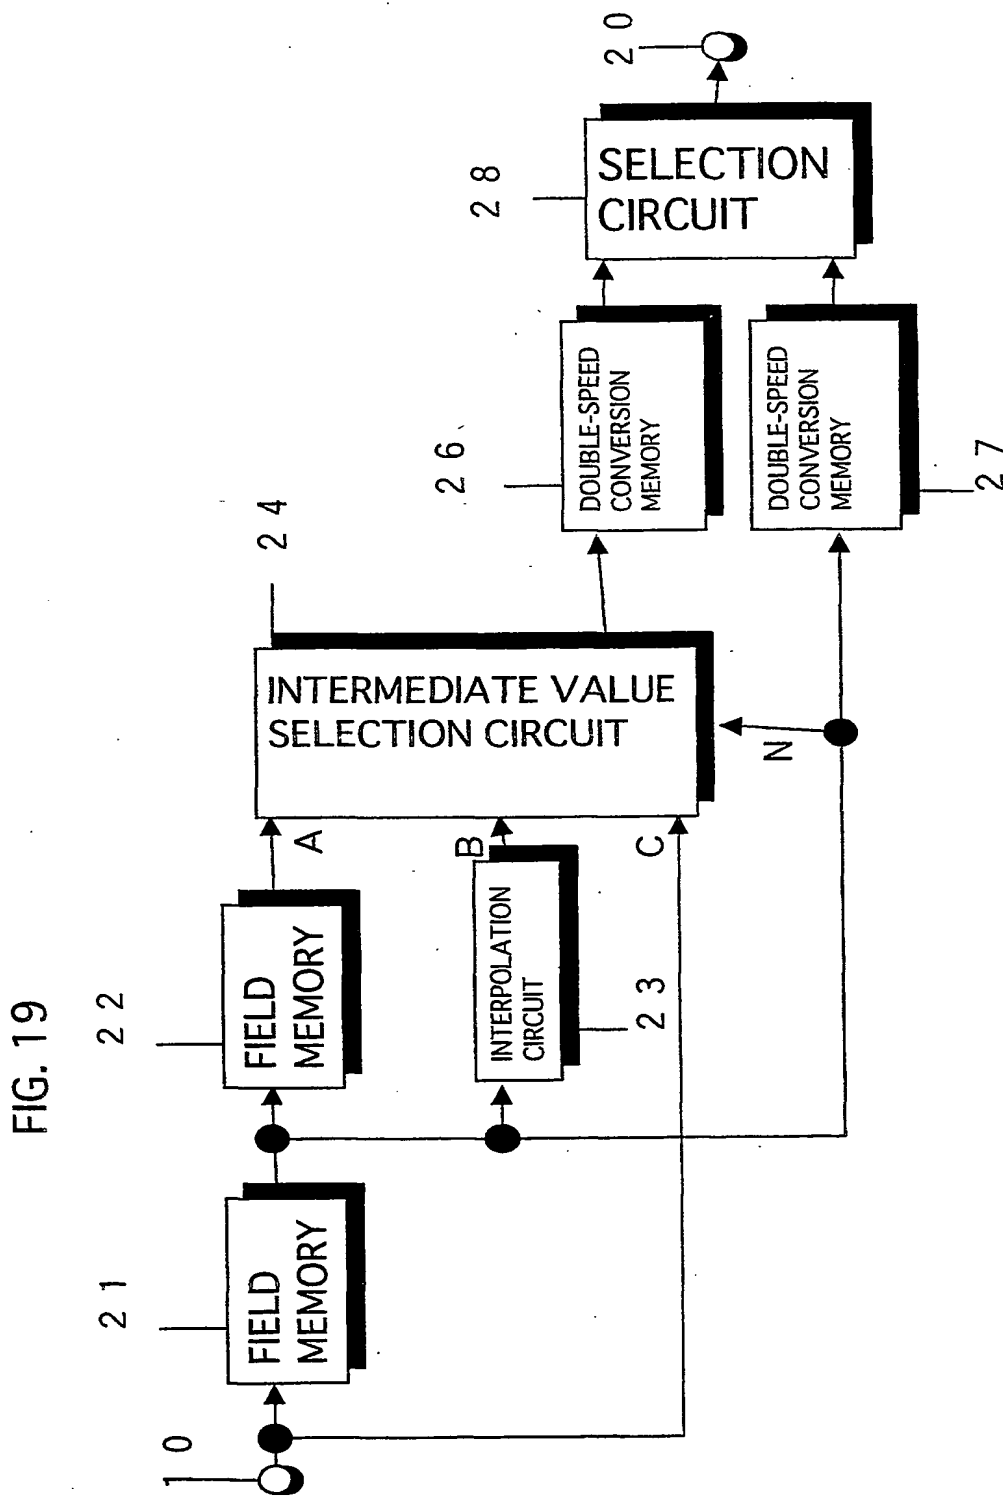 FIG. 19
10
21
FIELD
MEMORY
22
FIELD
MEMORY
A
INTERPOLATION
CIRCUIT
23
B
C
24
INTERMEDIATE VALUE
SELECTION CIRCUIT
N
26
DOUBLE-SPEED
CONVERSION
MEMORY
DOUBLE-SPEED
CONVERSION
MEMORY
27
28
SELECTION
CIRCUIT
20